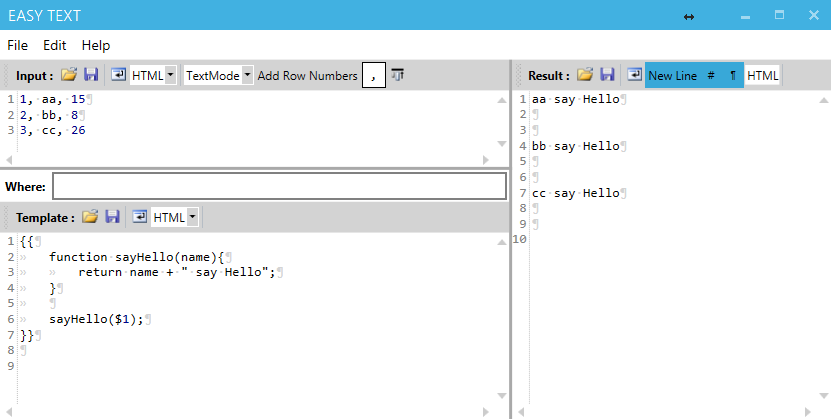 EASY TEXT
File Edit Help
Input : HTML TextMode Add Row Numbers ,
1 1, aa, 15¶
2 2, bb, 8¶
3 3, cc, 26
Where:
Template : HTML
1 {{¶
2 » function sayHello(name){¶
3 » » return name + " say Hello";¶
4 » }¶
5 » ¶
6 » sayHello($1);¶
7 }}¶
8 ¶
9
Result : New Line # ¶ HTML
1 aa say Hello¶
2 ¶
3 ¶
4 bb say Hello¶
5 ¶
6 ¶
7 cc say Hello¶
8 ¶
9 ¶
10